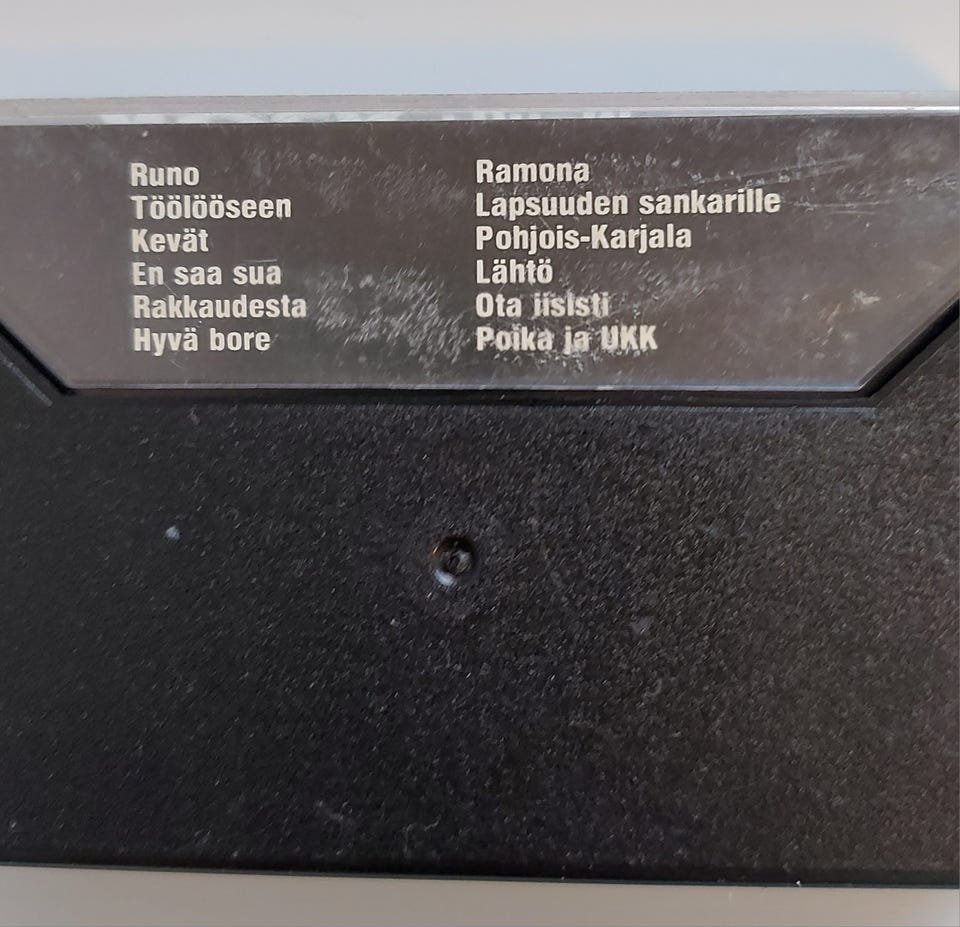 Runo
Töölööseen
Kevät
En saa sua
Rakkaudesta
Hyvä bore
Ramona
Lapsuuden sankarille
Pohjois-Karjala
Lähtö
Ota iisisti
Poika ja UKK